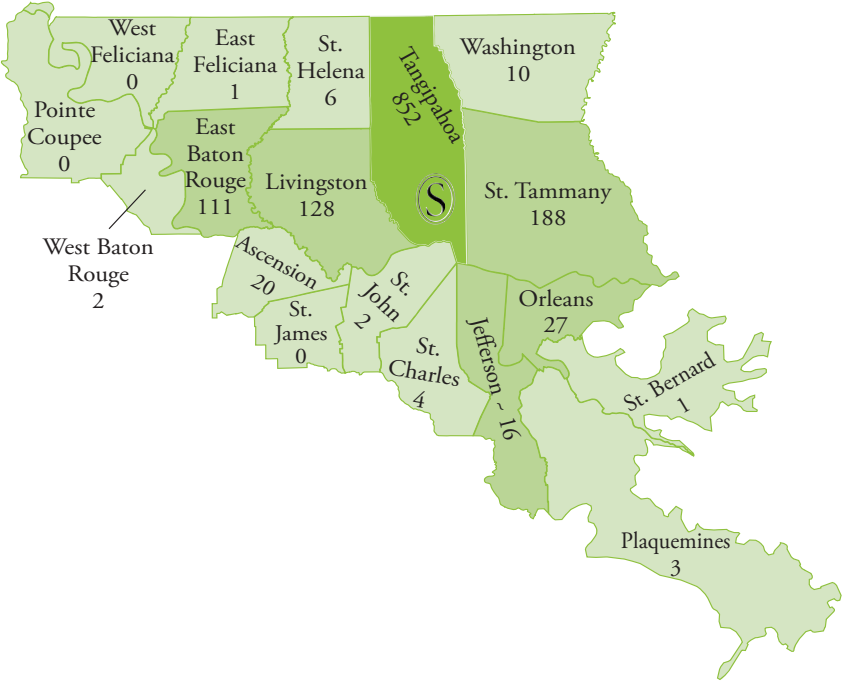 West
Feliciana
0
East
Feliciana
1
St.
Helena
6
Tangipahoa
852
Washington
10
Pointe
Coupee
0
East
Baton
Rouge
111
Livingston
128
S
St. Tammany
188
West Baton
Rouge
2
Ascension
20
St.
James
0
St.
John
2
St.
Charles
4
Jefferson ~ 16
Orleans
27
St. Bernard
1
Plaquemines
3